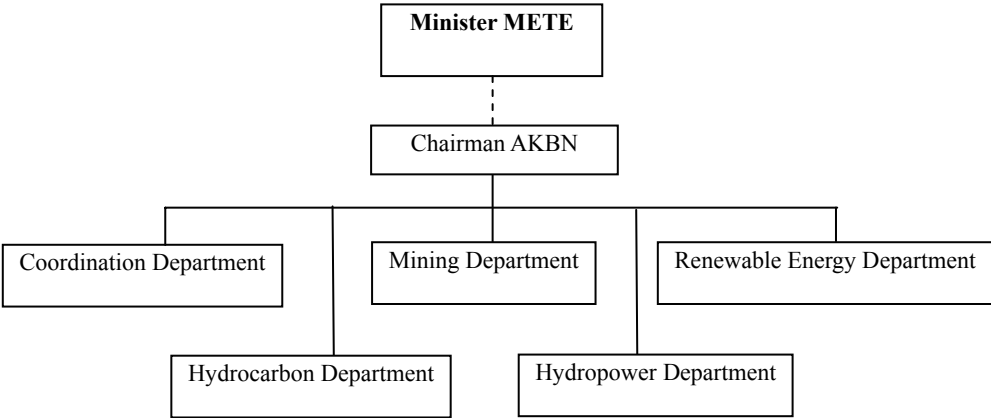 Minister METE
Chairman AKBN
Coordination Department
Mining Department
Renewable Energy Department
Hydrocarbon Department
Hydropower Department